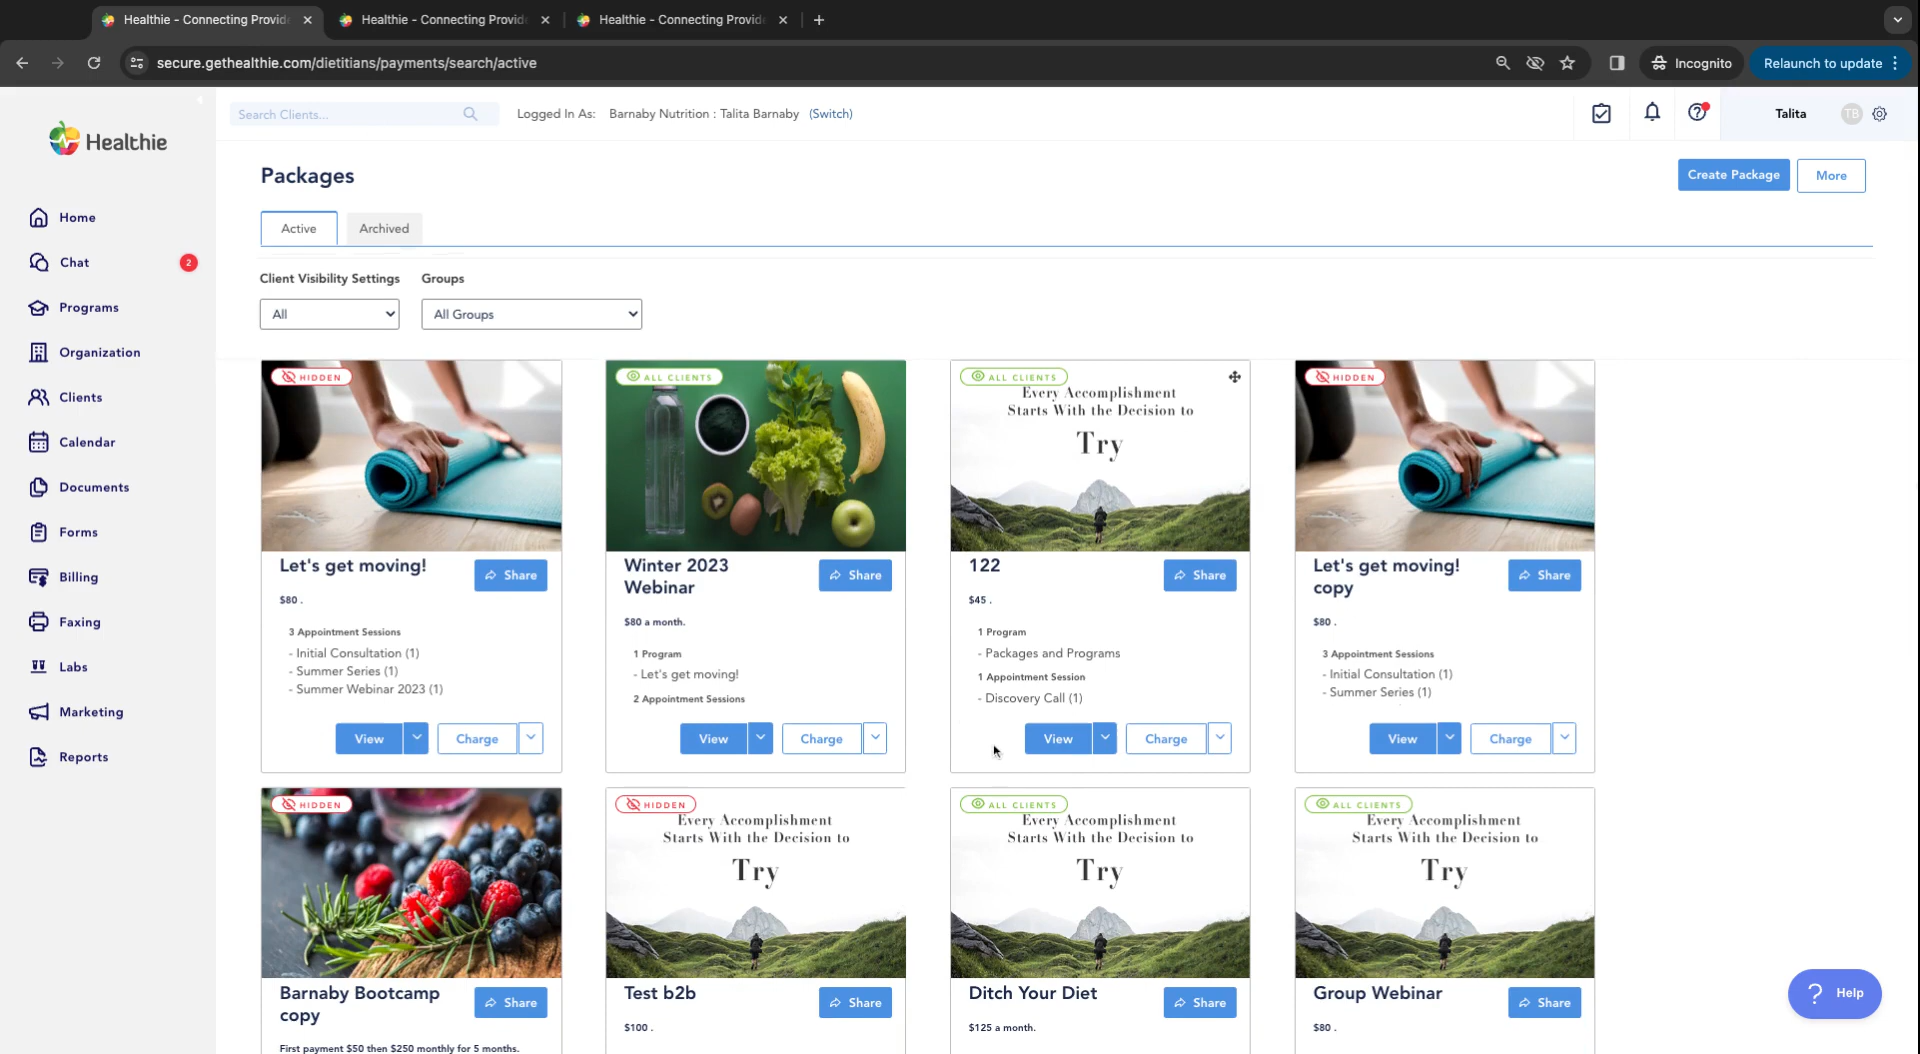 Healthie - Connecting Provide
Healthie - Connecting Provide
Healthie - Connecting Provide
secure.gethealthie.com/dietitians/payments/search/active
Incognito
Relaunch to update
Healthie
Search Clients...
Logged In As: Barnaby Nutrition : Talita Barnaby (Switch)
Talita
TB
Home
Chat
2
Programs
Organization
Clients
Calendar
Documents
Forms
Billing
Faxing
Labs
Marketing
Reports
Packages
Create Package
More
Active
Archived
Client Visibility Settings
Groups
All
All Groups
HIDDEN
Let's get moving!
Share
$80 .
3 Appointment Sessions
- Initial Consultation (1)
- Summer Series (1)
- Summer Webinar 2023 (1)
View
Charge
ALL CLIENTS
Winter 2023
Webinar
Share
$80 a month.
1 Program
- Let's get moving!
2 Appointment Sessions
View
Charge
ALL CLIENTS
Every Accomplishment
Starts With the Decision to
Try
122
Share
$45 .
1 Program
- Packages and Programs
1 Appointment Session
- Discovery Call (1)
View
Charge
HIDDEN
Let's get moving!
copy
Share
$80 .
3 Appointment Sessions
- Initial Consultation (1)
- Summer Series (1)
View
Charge
HIDDEN
Barnaby Bootcamp
copy
Share
First payment $50 then $250 monthly for 5 months.
HIDDEN
Every Accomplishment
Starts With the Decision to
Try
Test b2b
Share
$100 .
ALL CLIENTS
Every Accomplishment
Starts With the Decision to
Try
Ditch Your Diet
Share
$125 a month.
ALL CLIENTS
Every Accomplishment
Starts With the Decision to
Try
Group Webinar
Share
$80 .
? Help